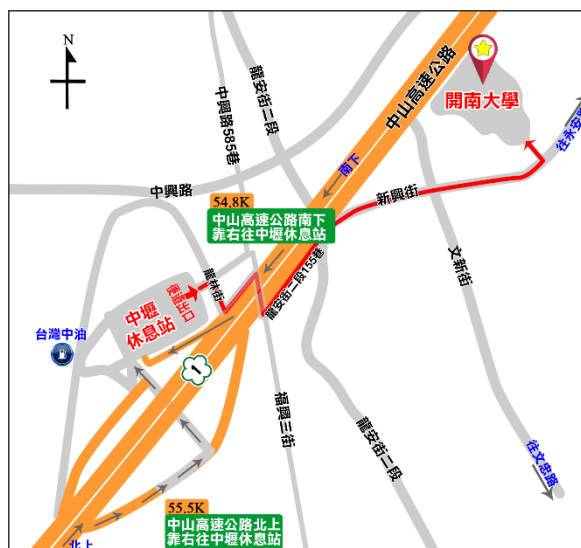 N
中興路585巷
龍安街二段
中山高速公路
開南大學
往永安路
南下
中興路
54.8K
中山高速公路南下
靠右往中壢休息站
新興街
文新街
龍林街
便道出口
中壢
休息站
龍安街二段155巷
台灣中油
1
福興三街
龍安街二段
往文忠路
55.5K
中山高速公路北上
靠右往中壢休息站
北上